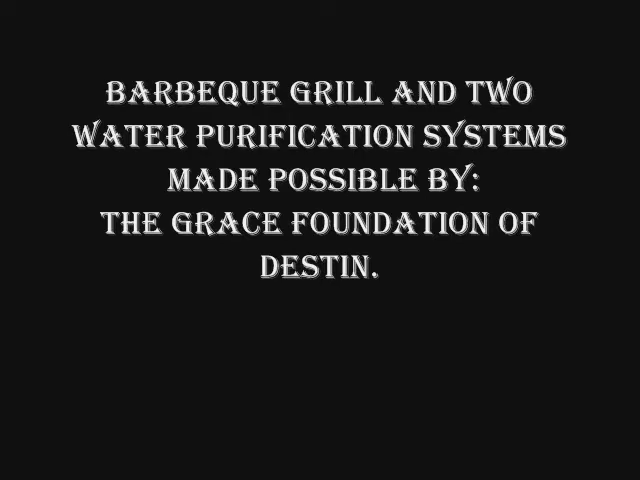 BARBEQUE GRILL AND TWO
WATER PURIFICATION SYSTEMS
MADE POSSIBLE BY:
THE GRACE FOUNDATION OF
DESTIN.